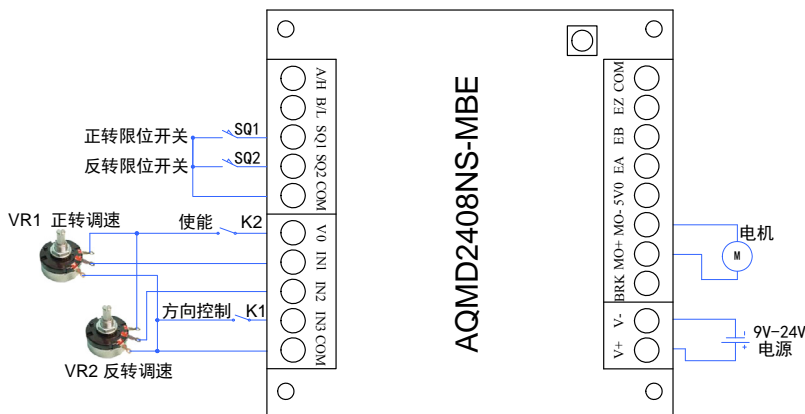 A/H
B/L
SQ1
SQ2
COM
V0
IN1
IN2
IN3
COM
正转限位开关
SQ1
反转限位开关
SQ2
VR1 正转调速
使能
K2
方向控制
K1
VR2 反转调速
AQMD2408NS-MBE
COM
EZ
EB
EA
5V0
MO-
MO+
BRK
V-
V+
电机
M
9V-24V
电源
-
+